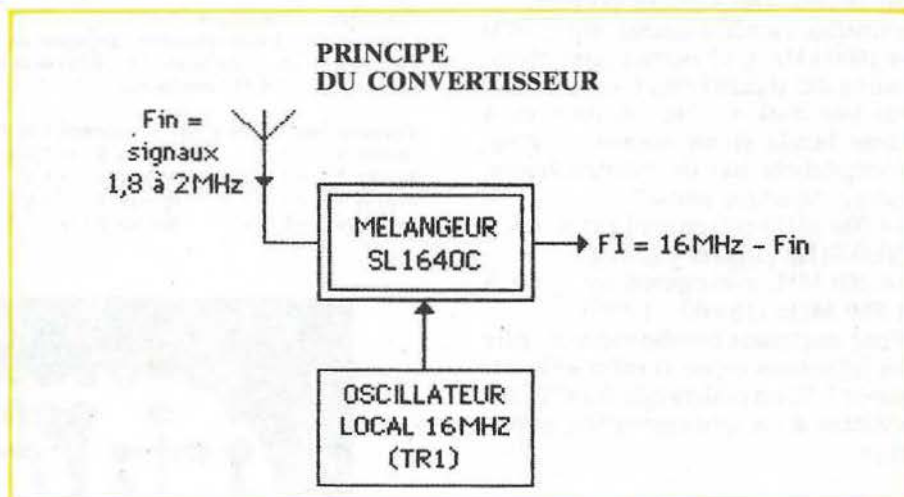 PRINCIPE
DU CONVERTISSEUR
Fin =
signaux
1,8 à 2MHz
MELANGEUR
SL1640C
FI = 16MHz - Fin
OSCILLATEUR
LOCAL 16MHZ
(TR1)